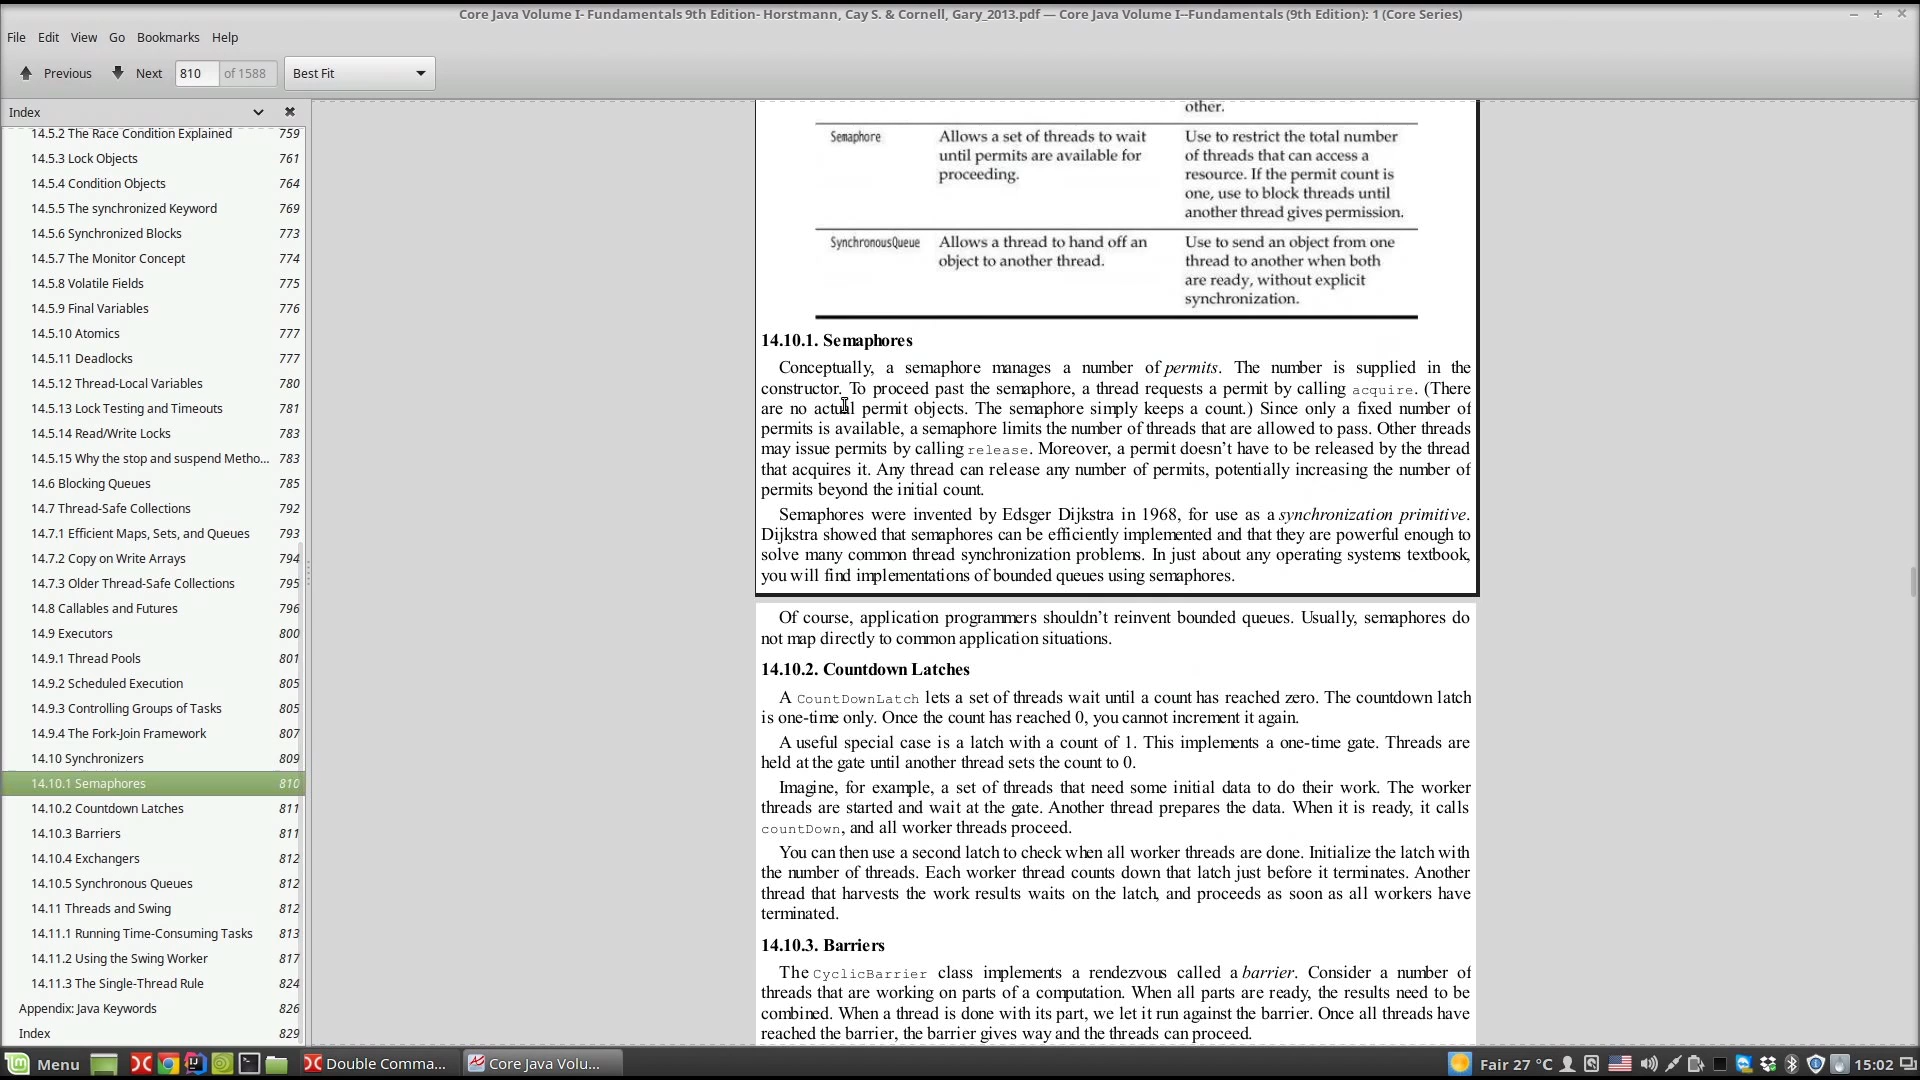 Core Java Volume I- Fundamentals 9th Edition- Horstmann, Cay S. & Cornell, Gary_2013.pdf — Core Java Volume I--Fundamentals (9th Edition): 1 (Core Series)
File Edit View Go Bookmarks Help
Previous Next 810 of 1588 Best Fit
Index
14.5.2 The Race Condition Explained 759
14.5.3 Lock Objects 761
14.5.4 Condition Objects 764
14.5.5 The synchronized Keyword 769
14.5.6 Synchronized Blocks 773
14.5.7 The Monitor Concept 774
14.5.8 Volatile Fields 775
14.5.9 Final Variables 776
14.5.10 Atomics 777
14.5.11 Deadlocks 777
14.5.12 Thread-Local Variables 780
14.5.13 Lock Testing and Timeouts 781
14.5.14 Read/Write Locks 783
14.5.15 Why the stop and suspend Metho... 783
14.6 Blocking Queues 785
14.7 Thread-Safe Collections 792
14.7.1 Efficient Maps, Sets, and Queues 793
14.7.2 Copy on Write Arrays 794
14.7.3 Older Thread-Safe Collections 795
14.8 Callables and Futures 796
14.9 Executors 800
14.9.1 Thread Pools 801
14.9.2 Scheduled Execution 805
14.9.3 Controlling Groups of Tasks 805
14.9.4 The Fork-Join Framework 807
14.10 Synchronizers 809
14.10.1 Semaphores 810
14.10.2 Countdown Latches 811
14.10.3 Barriers 811
14.10.4 Exchangers 812
14.10.5 Synchronous Queues 812
14.11 Threads and Swing 812
14.11.1 Running Time-Consuming Tasks 813
14.11.2 Using the Swing Worker 817
14.11.3 The Single-Thread Rule 824
Appendix: Java Keywords 826
Index 829
other.
Semaphore Allows a set of threads to wait Use to restrict the total number
until permits are available for of threads that can access a
proceeding. resource. If the permit count is
one, use to block threads until
another thread gives permission.
SynchronousQueue Allows a thread to hand off an Use to send an object from one
object to another thread. thread to another when both
are ready, without explicit
synchronization.
14.10.1. Semaphores
Conceptually, a semaphore manages a number of permits. The number is supplied in the
constructor. To proceed past the semaphore, a thread requests a permit by calling acquire. (There
are no actual permit objects. The semaphore simply keeps a count.) Since only a fixed number of
permits is available, a semaphore limits the number of threads that are allowed to pass. Other threads
may issue permits by calling release. Moreover, a permit doesn't have to be released by the thread
that acquires it. Any thread can release any number of permits, potentially increasing the number of
permits beyond the initial count.
Semaphores were invented by Edsger Dijkstra in 1968, for use as a synchronization primitive.
Dijkstra showed that semaphores can be efficiently implemented and that they are powerful enough to
solve many common thread synchronization problems. In just about any operating systems textbook,
you will find implementations of bounded queues using semaphores.
Of course, application programmers shouldn't reinvent bounded queues. Usually, semaphores do
not map directly to common application situations.
14.10.2. Countdown Latches
A CountDownLatch lets a set of threads wait until a count has reached zero. The countdown latch
is one-time only. Once the count has reached 0, you cannot increment it again.
A useful special case is a latch with a count of 1. This implements a one-time gate. Threads are
held at the gate until another thread sets the count to 0.
Imagine, for example, a set of threads that need some initial data to do their work. The worker
threads are started and wait at the gate. Another thread prepares the data. When it is ready, it calls
countDown, and all worker threads proceed.
You can then use a second latch to check when all worker threads are done. Initialize the latch with
the number of threads. Each worker thread counts down that latch just before it terminates. Another
thread that harvests the work results waits on the latch, and proceeds as soon as all workers have
terminated.
14.10.3. Barriers
The CyclicBarrier class implements a rendezvous called a barrier. Consider a number of
threads that are working on parts of a computation. When all parts are ready, the results need to be
combined. When a thread is done with its part, we let it run against the barrier. Once all threads have
reached the barrier, the barrier gives way and the threads can proceed.
Menu Double Comma... Core Java Volu... Fair 27 °C 15:02